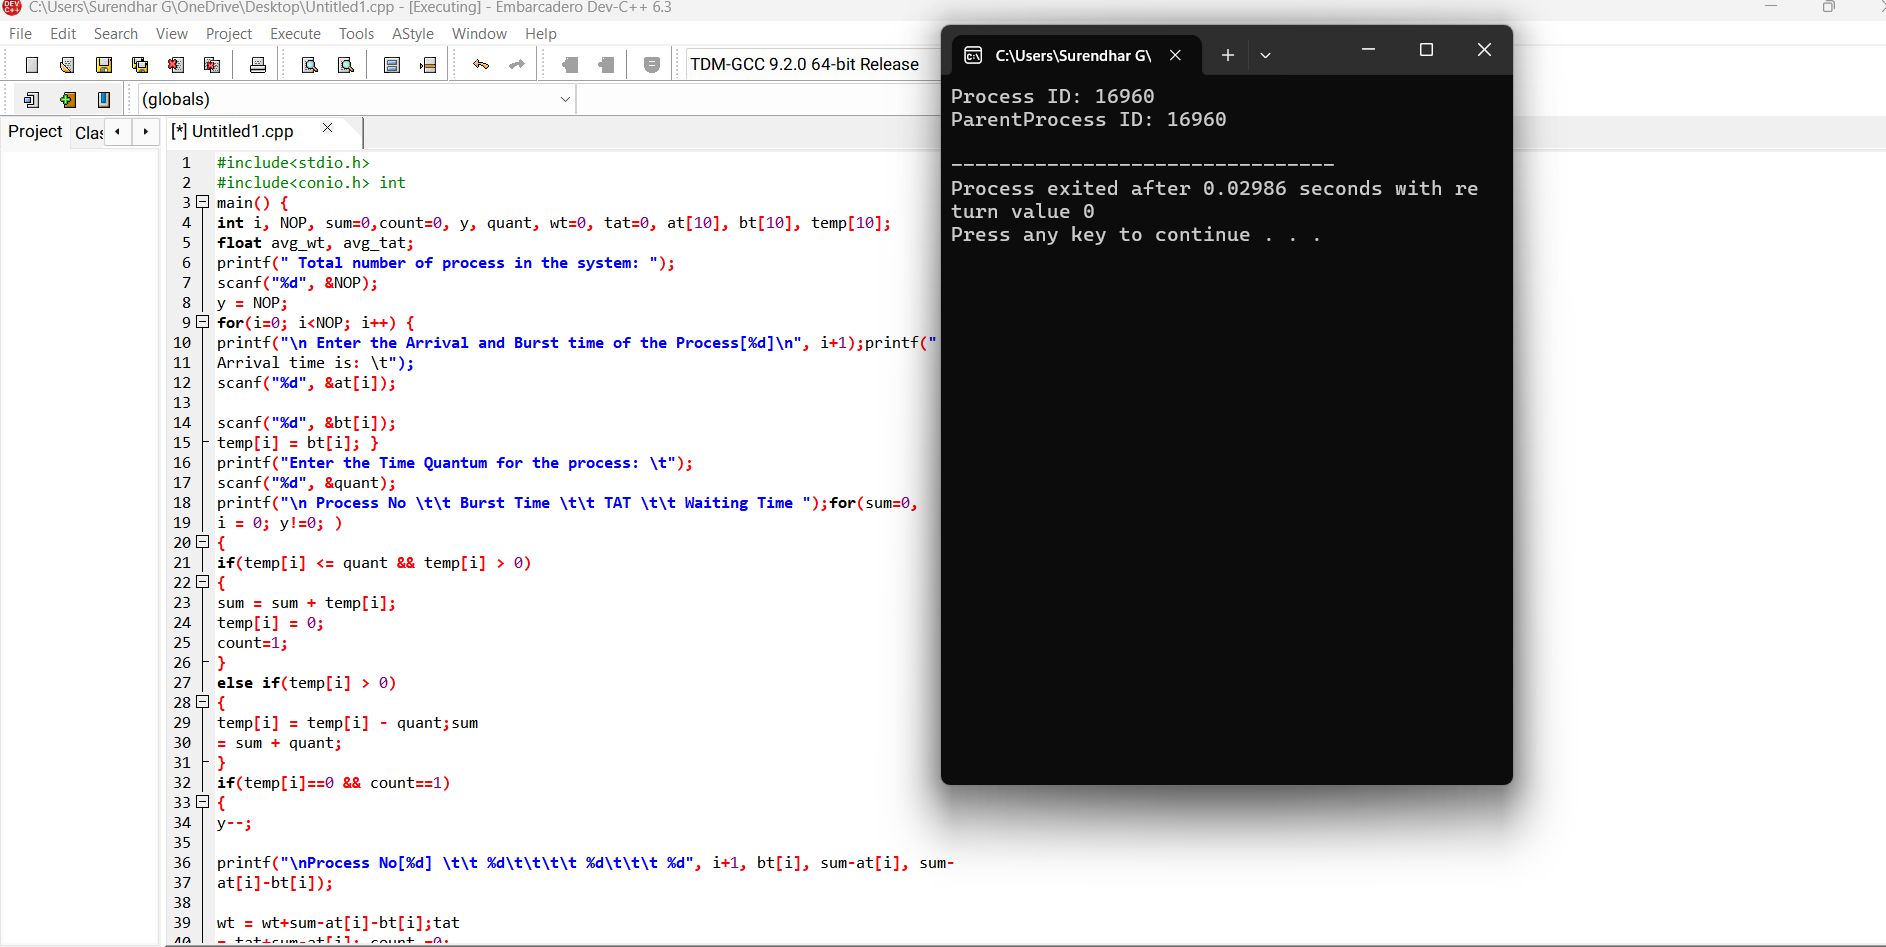 C:\Users\Surendhar G\OneDrive\Desktop\Untitled1.cpp - [Executing] - Embarcadero Dev-C++ 6.3
File Edit Search View Project Execute Tools AStyle Window Help
TDM-GCC 9.2.0 64-bit Release
(globals)
Project Clas [*] Untitled1.cpp
1 #include<stdio.h>
2 #include<conio.h> int
3 main() {
4 int i, NOP, sum=0,count=0, y, quant, wt=0, tat=0, at[10], bt[10], temp[10];
5 float avg_wt, avg_tat;
6 printf(" Total number of process in the system: ");
7 scanf("%d", &NOP);
8 y = NOP;
9 for(i=0; i<NOP; i++) {
10 printf("\n Enter the Arrival and Burst time of the Process[%d]\n", i+1);printf("
11 Arrival time is: \t");
12 scanf("%d", &at[i]);
13
14 scanf("%d", &bt[i]);
15 temp[i] = bt[i]; }
16 printf("Enter the Time Quantum for the process: \t");
17 scanf("%d", &quant);
18 printf("\n Process No \t\t Burst Time \t\t TAT \t\t Waiting Time ");for(sum=0,
19 i = 0; y!=0; )
20 {
21 if(temp[i] <= quant && temp[i] > 0)
22 {
23 sum = sum + temp[i];
24 temp[i] = 0;
25 count=1;
26 }
27 else if(temp[i] > 0)
28 {
29 temp[i] = temp[i] - quant;sum
30 = sum + quant;
31 }
32 if(temp[i]==0 && count==1)
33 {
34 y--;
35
36 printf("\nProcess No[%d] \t\t %d\t\t\t\t %d\t\t\t %d", i+1, bt[i], sum-at[i], sum-
37 at[i]-bt[i]);
38
39 wt = wt+sum-at[i]-bt[i];tat
40 = tat+sum-at[i]; count =0;
C:\Users\Surendhar G\
Process ID: 16960
ParentProcess ID: 16960
--------------------------------
Process exited after 0.02986 seconds with re
turn value 0
Press any key to continue . . .